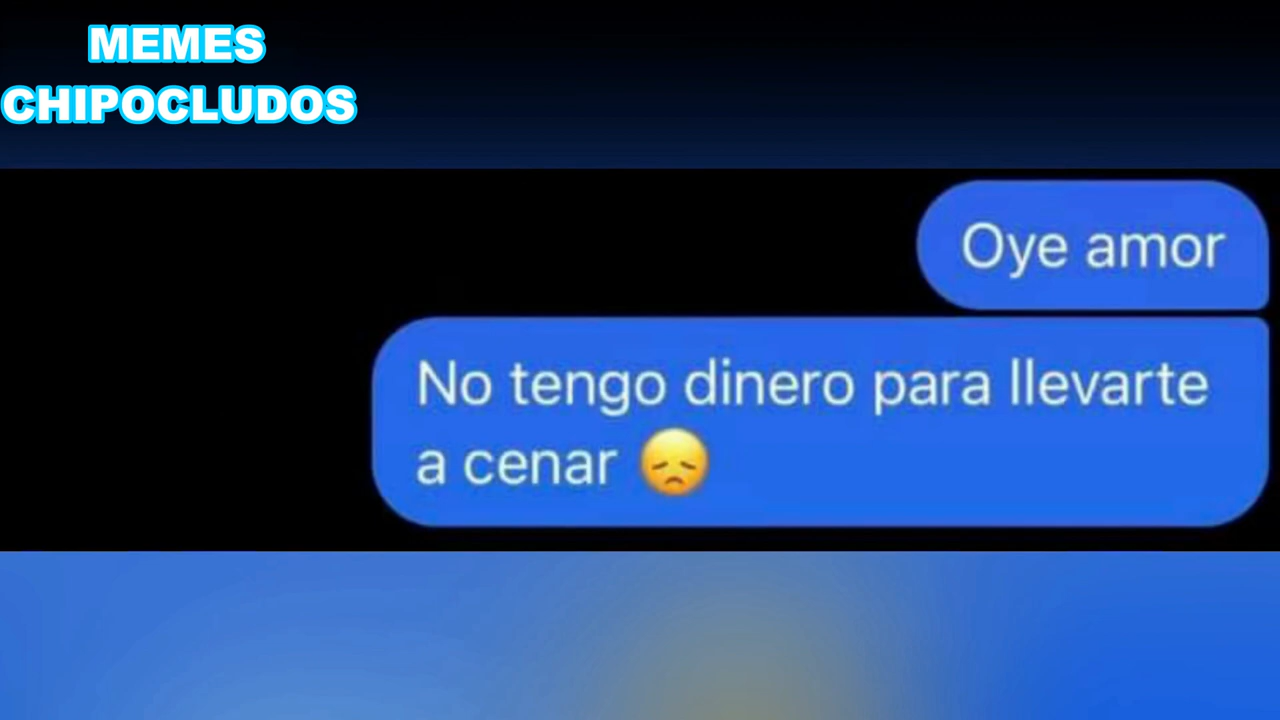 MEMES
CHIPOCLUDOS
Oye amor
No tengo dinero para llevarte
a cenar 😞